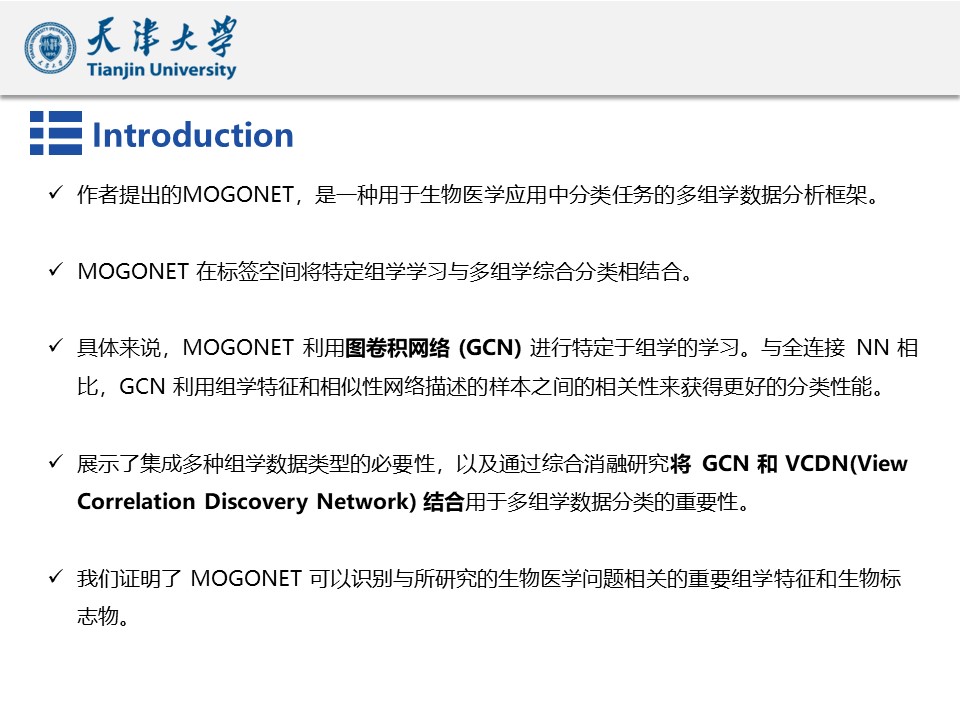 天津大学
Tianjin University
Introduction
✓ 作者提出的MOGONET，是一种用于生物医学应用中分类任务的多组学数据分析框架。
✓ MOGONET 在标签空间将特定组学学习与多组学综合分类相结合。
✓ 具体来说，MOGONET 利用图卷积网络 (GCN) 进行特定于组学的学习。与全连接 NN 相
比，GCN 利用组学特征和相似性网络描述的样本之间的相关性来获得更好的分类性能。
✓ 展示了集成多种组学数据类型的必要性，以及通过综合消融研究将 GCN 和 VCDN(View
Correlation Discovery Network) 结合用于多组学数据分类的重要性。
✓ 我们证明了 MOGONET 可以识别与所研究的生物医学问题相关的重要组学特征和生物标
志物。